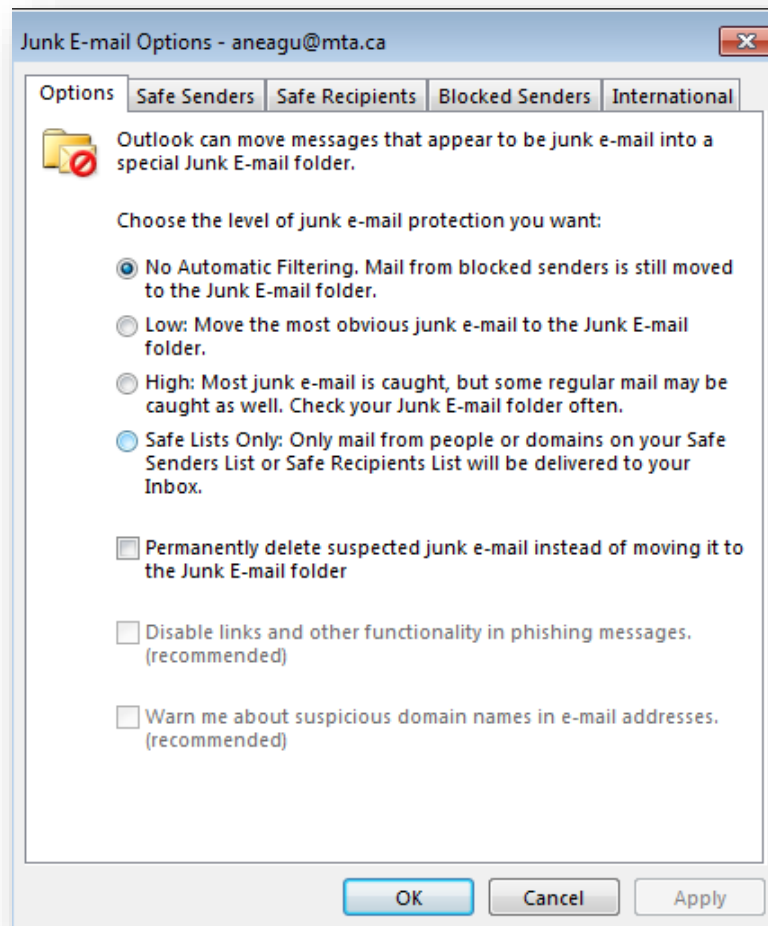 Junk E-mail Options - aneagu@mta.ca
Options Safe Senders Safe Recipients Blocked Senders International
Outlook can move messages that appear to be junk e-mail into a
special Junk E-mail folder.
Choose the level of junk e-mail protection you want:
No Automatic Filtering. Mail from blocked senders is still moved
to the Junk E-mail folder.
Low: Move the most obvious junk e-mail to the Junk E-mail
folder.
High: Most junk e-mail is caught, but some regular mail may be
caught as well. Check your Junk E-mail folder often.
Safe Lists Only: Only mail from people or domains on your Safe
Senders List or Safe Recipients List will be delivered to your
Inbox.
Permanently delete suspected junk e-mail instead of moving it to
the Junk E-mail folder
Disable links and other functionality in phishing messages.
(recommended)
Warn me about suspicious domain names in e-mail addresses.
(recommended)
OK Cancel Apply